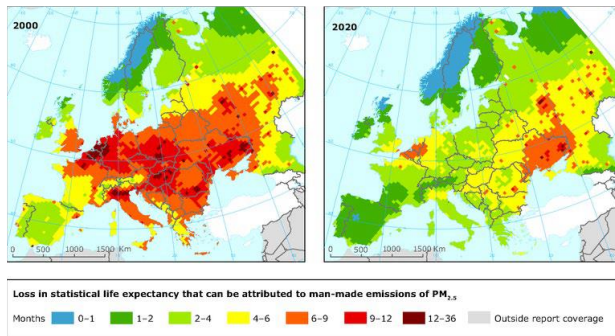 2000
2020
0 500 1000 1500 Km
0 500 1000 1500 Km
Loss in statistical life expectancy that can be attributed to man-made emissions of PM2.5
Months 0–1 1–2 2–4 4–6 6–9 9–12 12–36 Outside report coverage